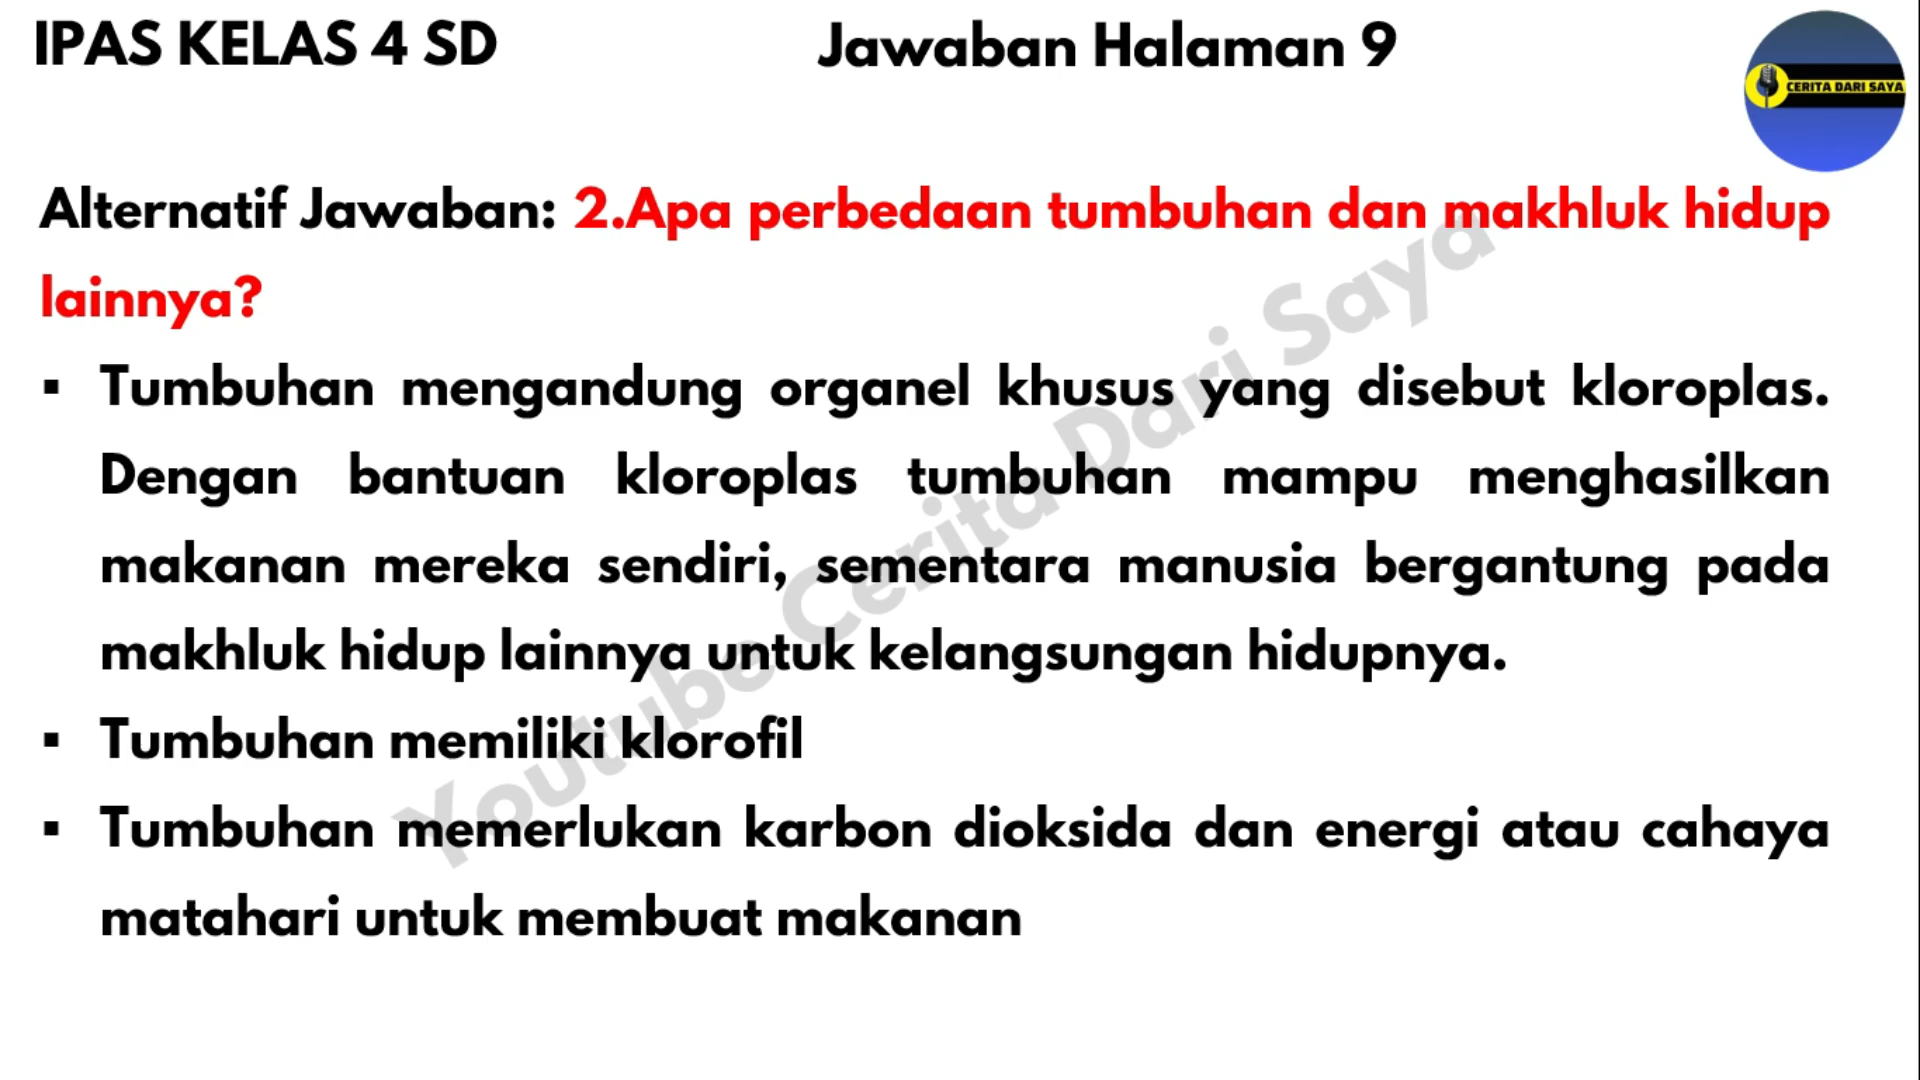 IPAS KELAS 4 SD
Jawaban Halaman 9
CERITA DARI SAYA
Alternatif Jawaban: 2.Apa perbedaan tumbuhan dan makhluk hidup
lainnya?
▪ Tumbuhan mengandung organel khusus yang disebut kloroplas.
Dengan bantuan kloroplas tumbuhan mampu menghasilkan
makanan mereka sendiri, sementara manusia bergantung pada
makhluk hidup lainnya untuk kelangsungan hidupnya.
▪ Tumbuhan memiliki klorofil
▪ Tumbuhan memerlukan karbon dioksida dan energi atau cahaya
matahari untuk membuat makanan
Youtube Cerita Dari Saya